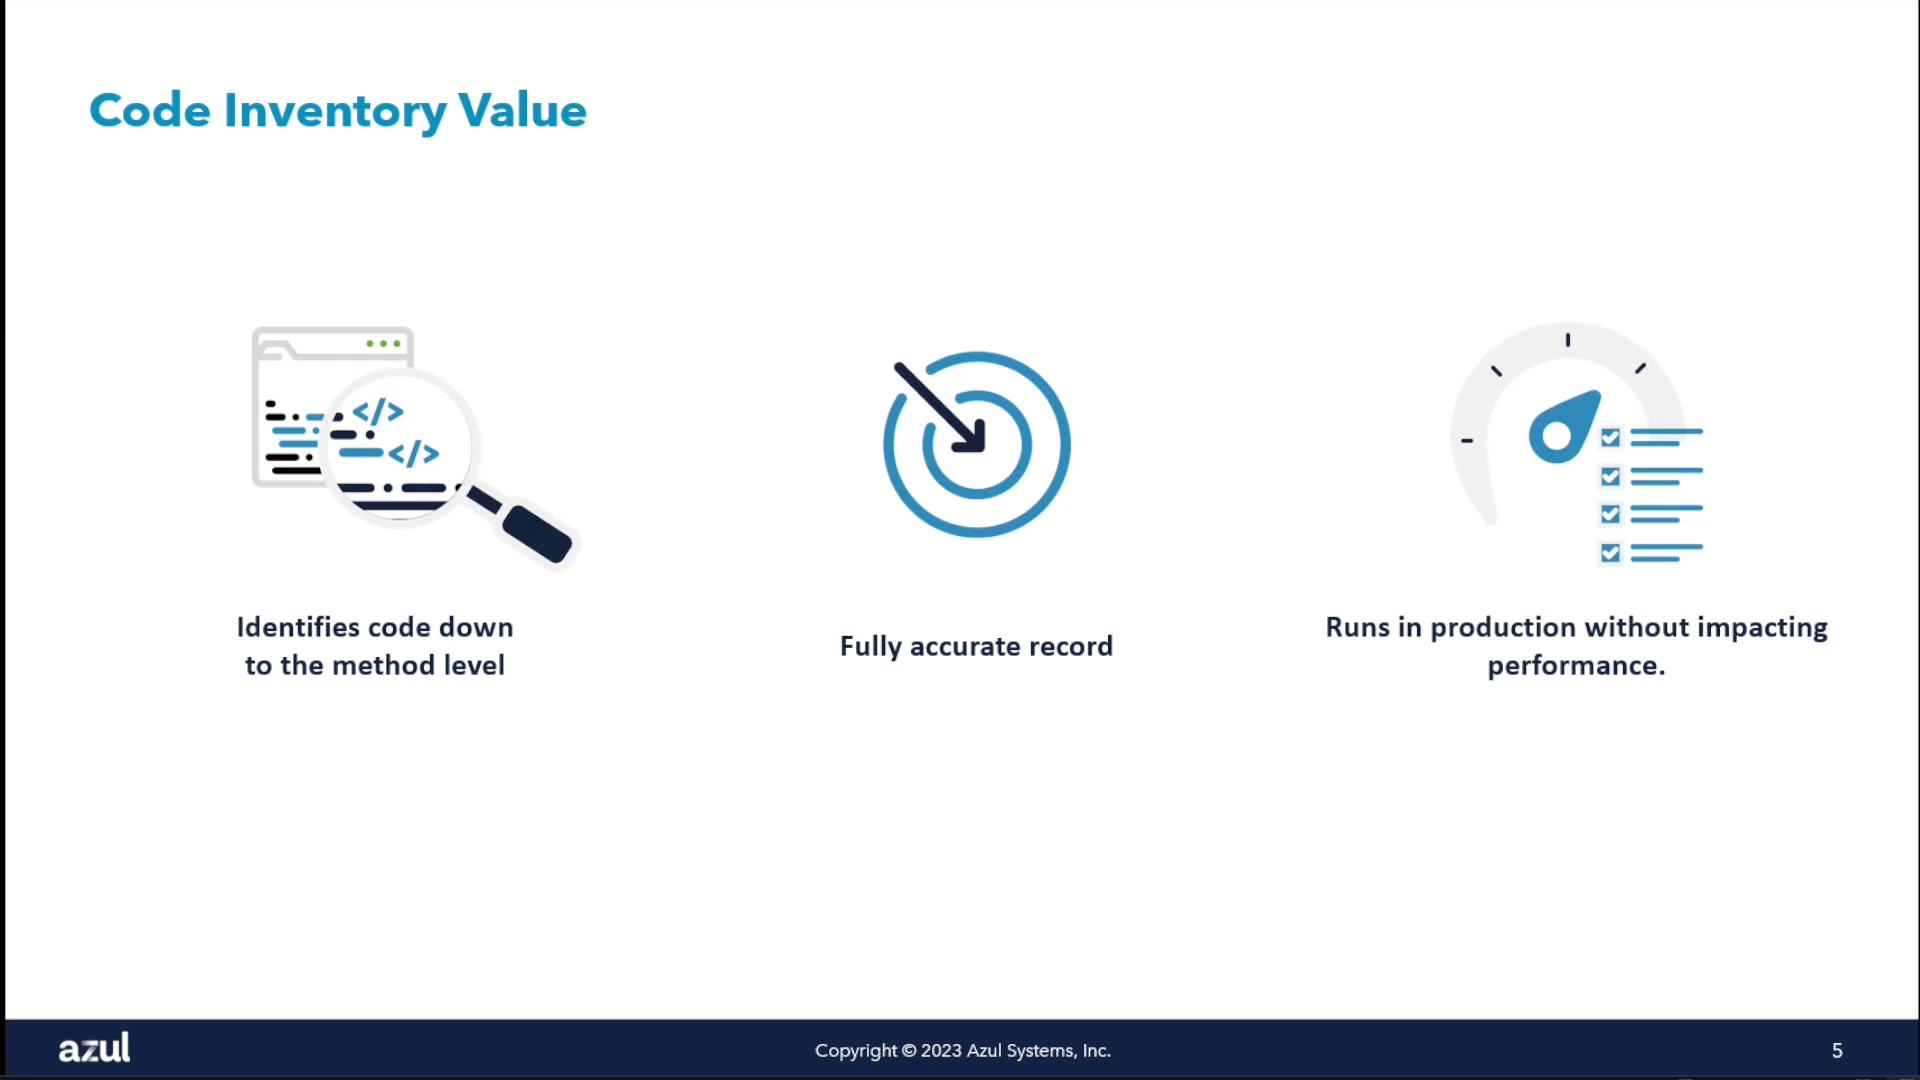 Code Inventory Value
</>
</>
Identifies code down
to the method level
Fully accurate record
Runs in production without impacting
performance.
azul
Copyright © 2023 Azul Systems, Inc.
5